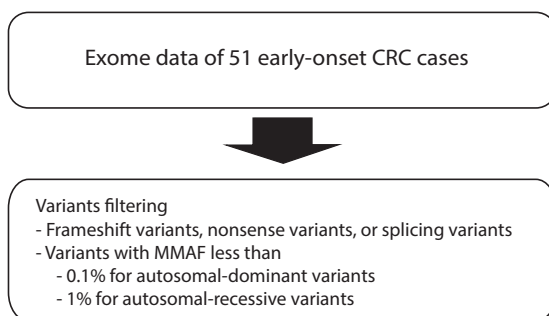 Exome data of 51 early-onset CRC cases
Variants filtering
- Frameshift variants, nonsense variants, or splicing variants
- Variants with MMAF less than
- 0.1% for autosomal-dominant variants
- 1% for autosomal-recessive variants